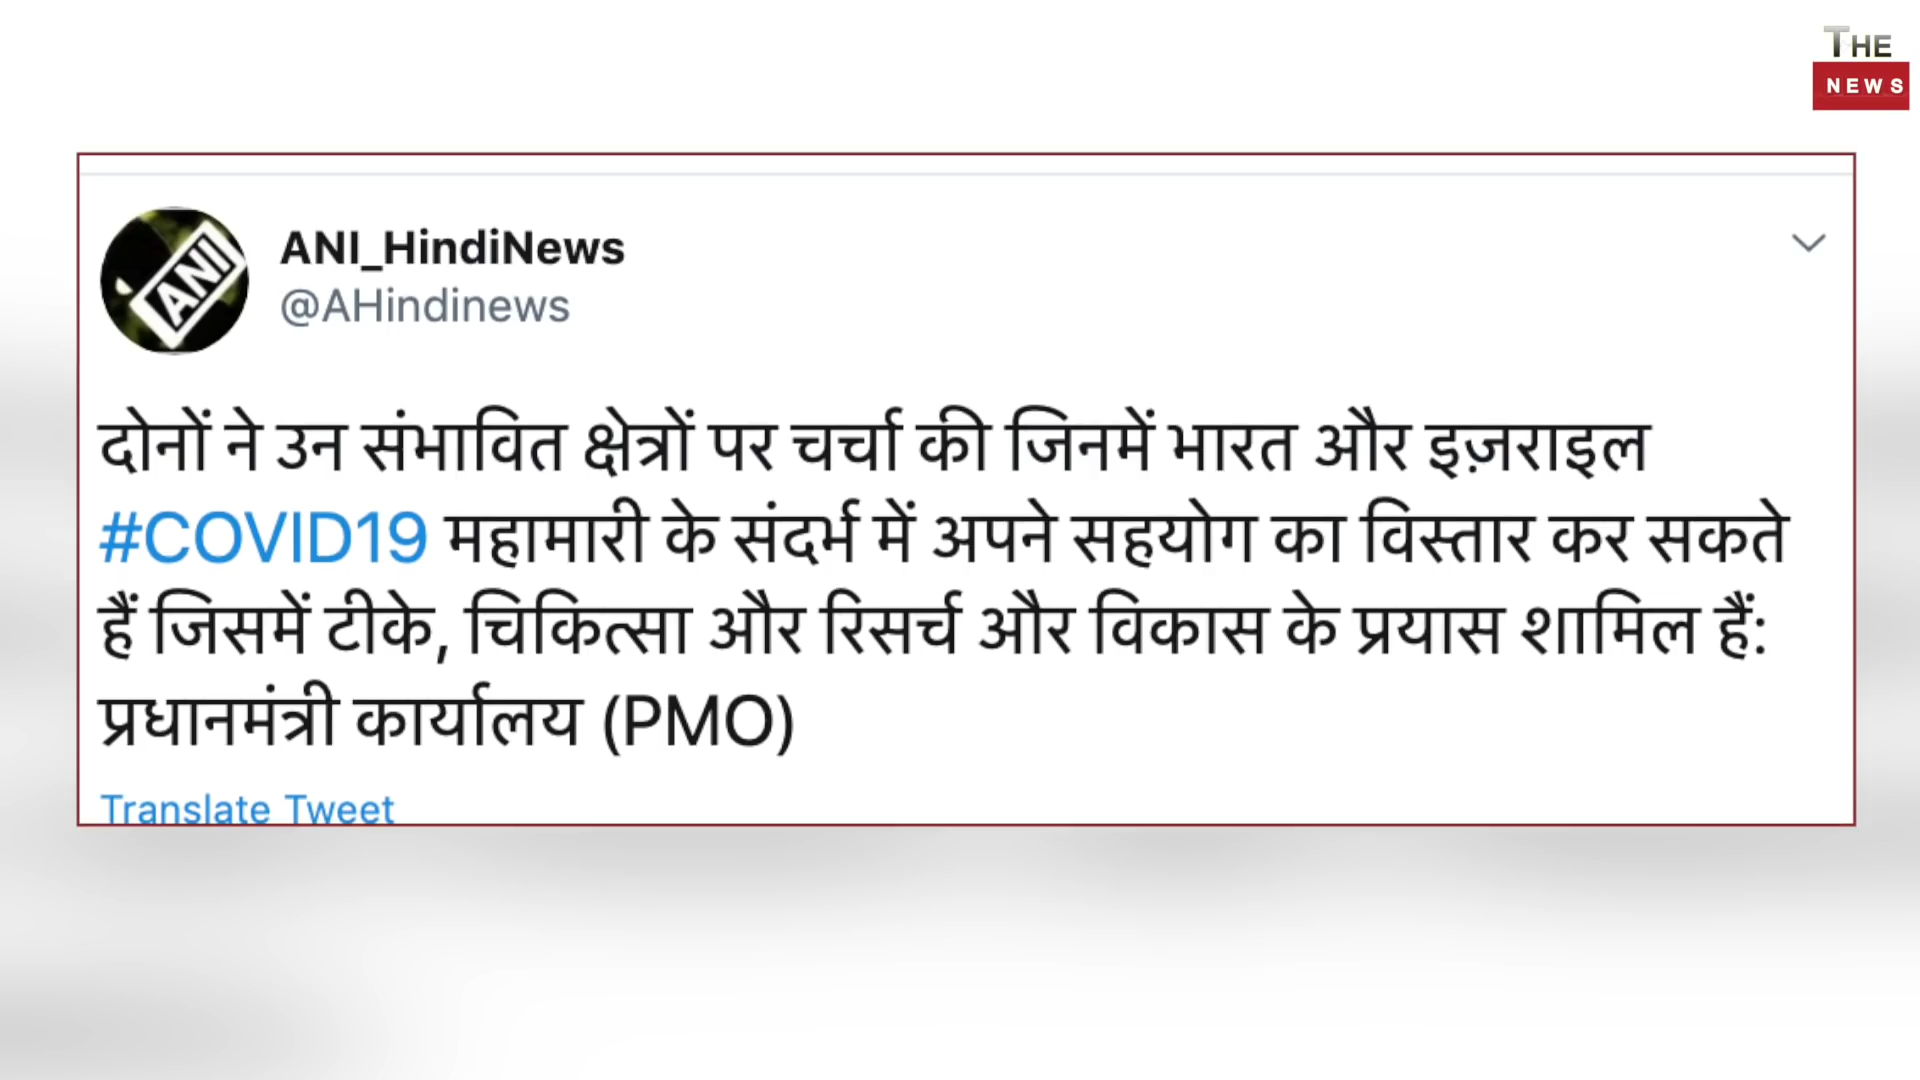 THE
NEWS
ANI
ANI_HindiNews
@AHindinews
दोनों ने उन संभावित क्षेत्रों पर चर्चा की जिनमें भारत और इज़राइल
#COVID19 महामारी के संदर्भ में अपने सहयोग का विस्तार कर सकते
हैं जिसमें टीके, चिकित्सा और रिसर्च और विकास के प्रयास शामिल हैं:
प्रधानमंत्री कार्यालय (PMO)
Translate Tweet